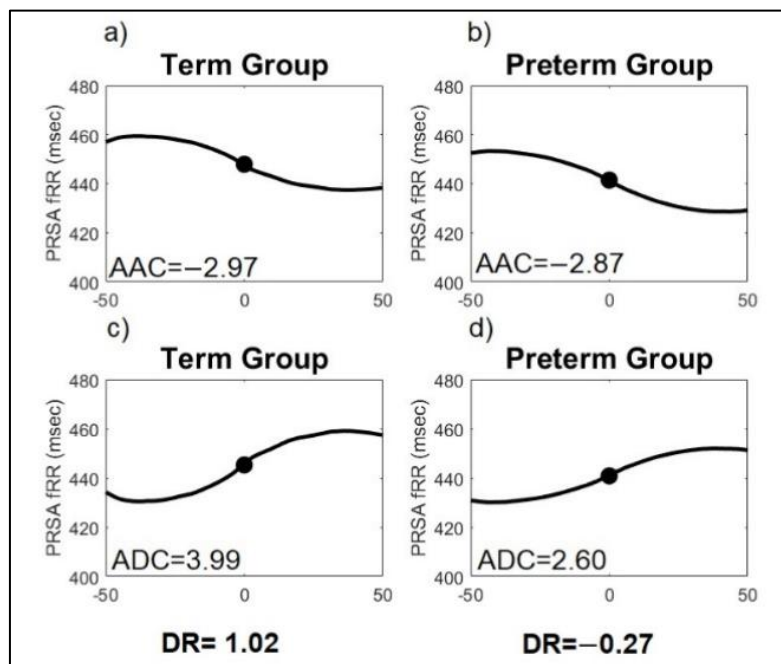 a)
Term Group
480
460
440
420
400
PRSA fRR (msec)
AAC=−2.97
-50 0 50
b)
Preterm Group
480
460
440
420
400
PRSA fRR (msec)
AAC=−2.87
-50 0 50
c)
Term Group
480
460
440
420
400
PRSA fRR (msec)
ADC=3.99
-50 0 50
DR= 1.02
d)
Preterm Group
480
460
440
420
400
PRSA fRR (msec)
ADC=2.60
-50 0 50
DR=−0.27